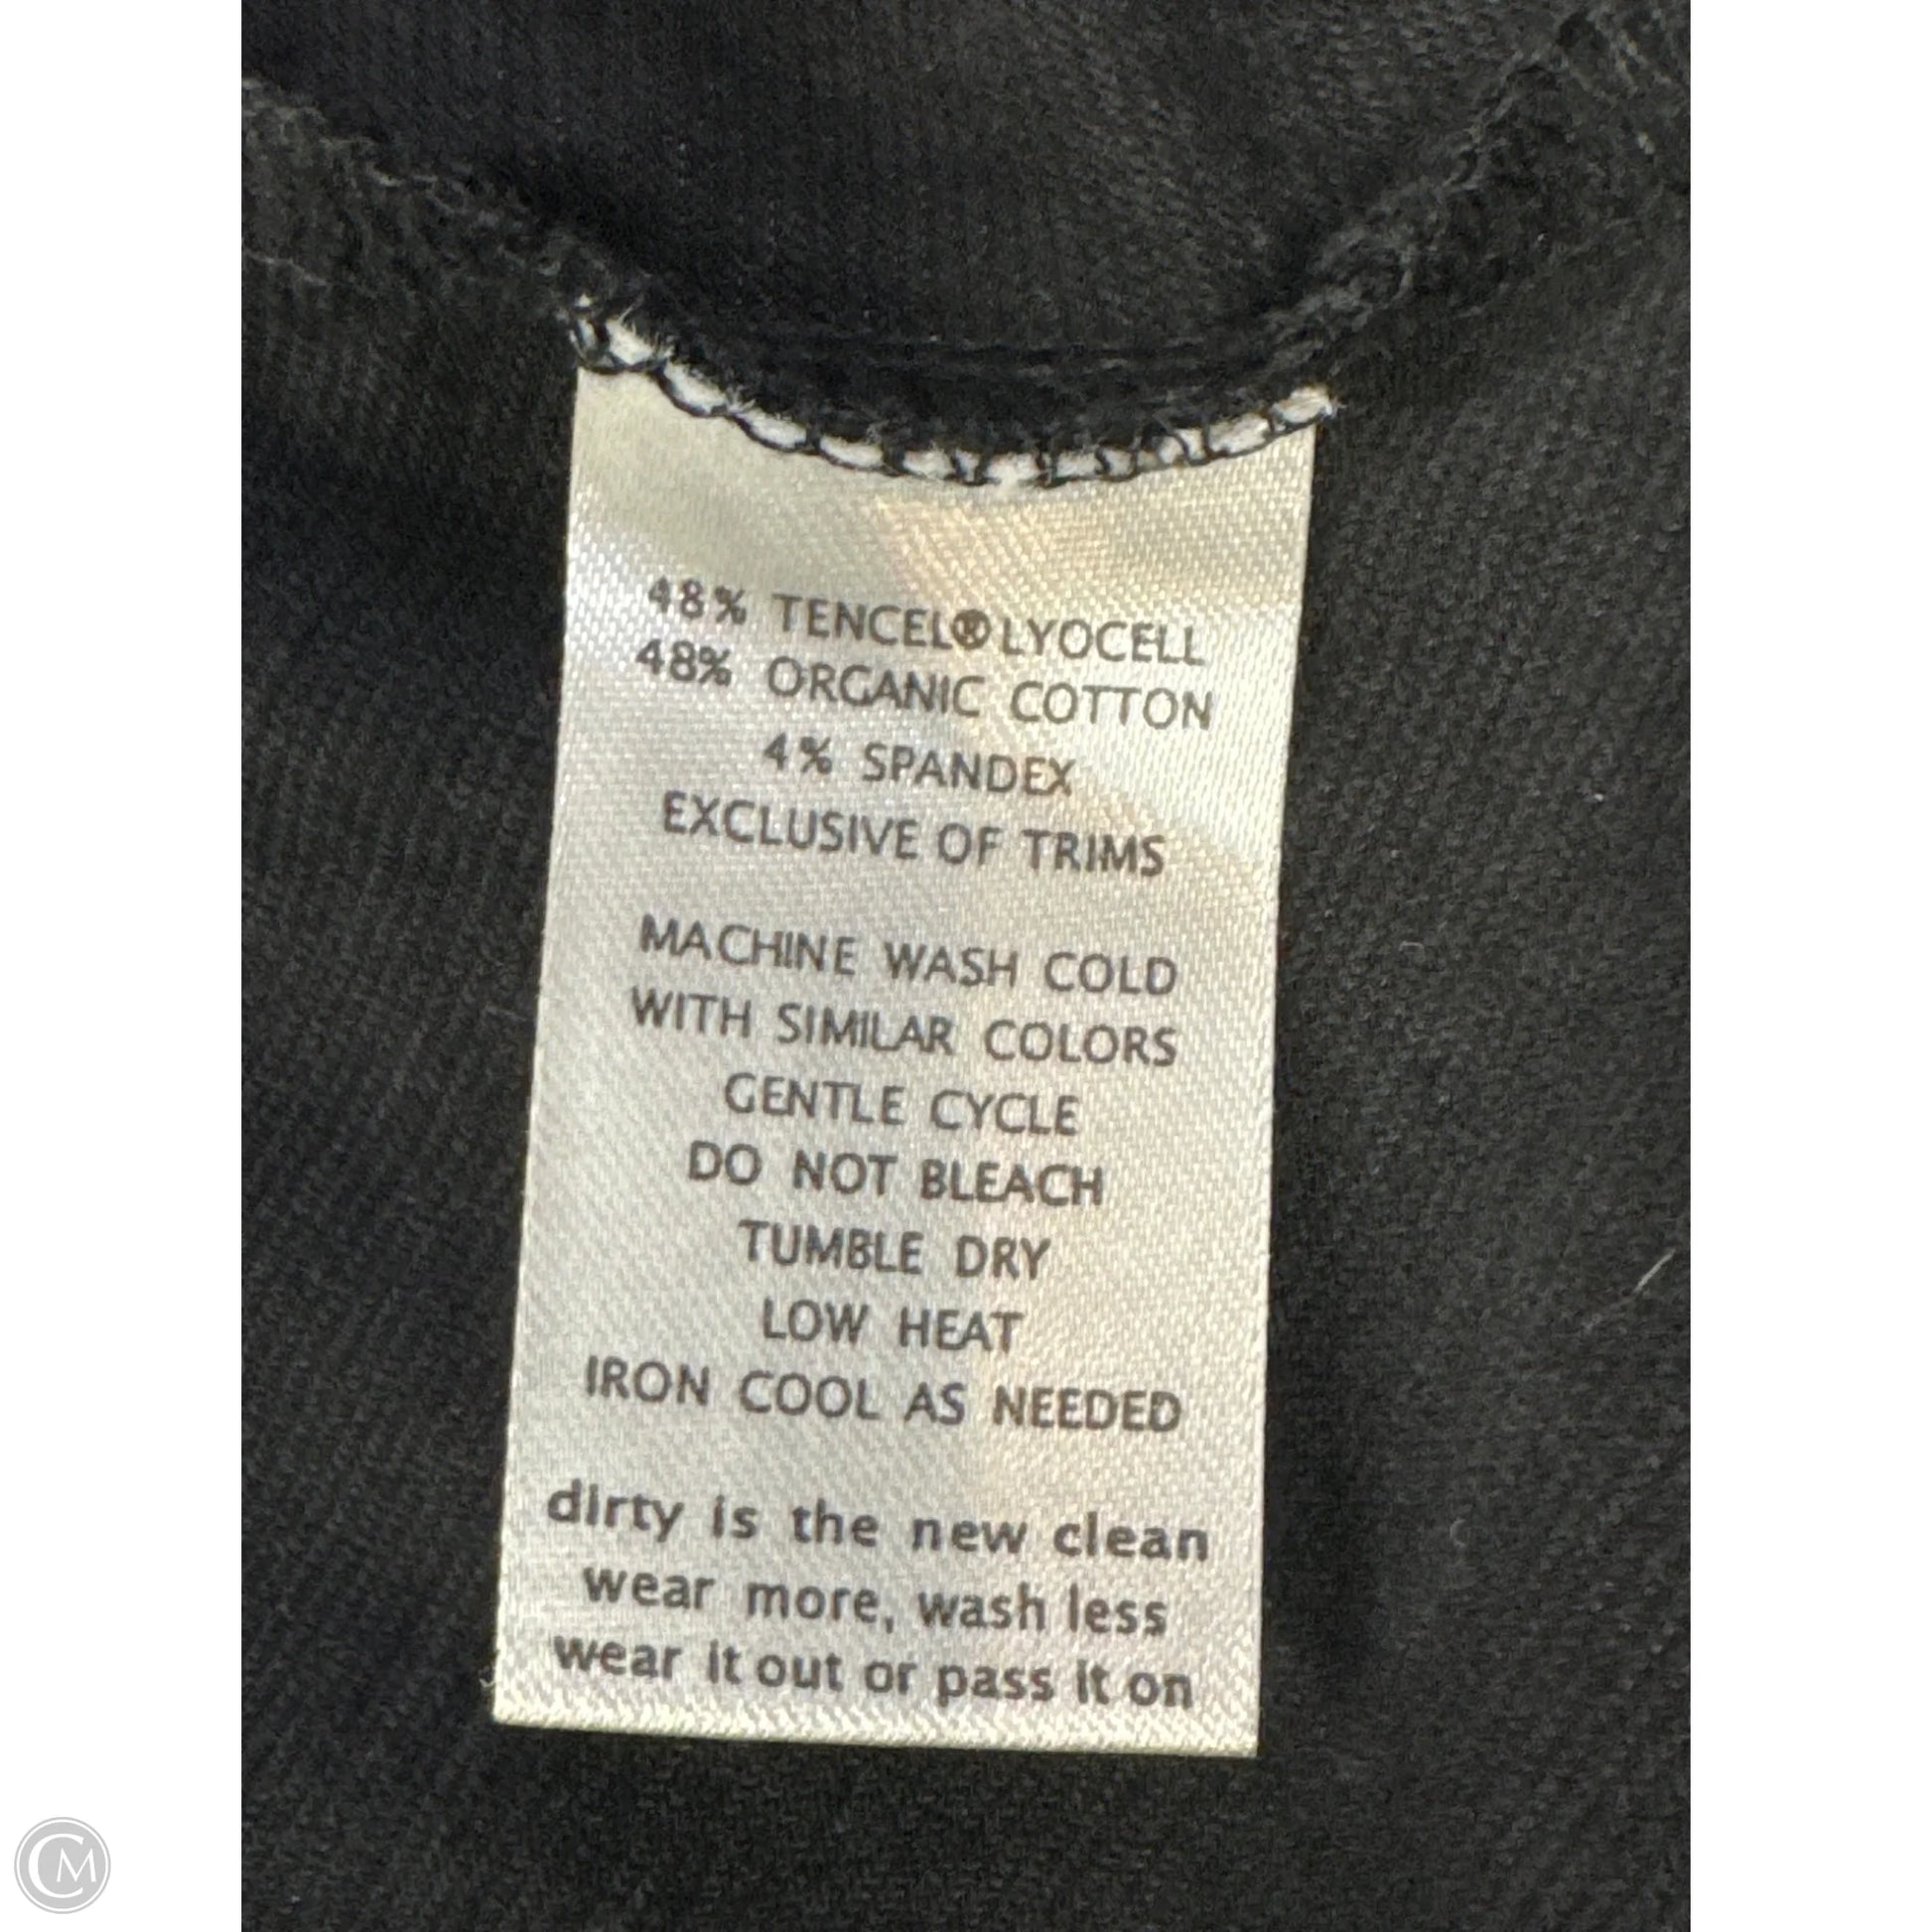 48% TENCEL® LYOCELL
48% ORGANIC COTTON
4% SPANDEX
EXCLUSIVE OF TRIMS
MACHINE WASH COLD
WITH SIMILAR COLORS
GENTLE CYCLE
DO NOT BLEACH
TUMBLE DRY
LOW HEAT
IRON COOL AS NEEDED
dirty is the new clean
wear more, wash less
wear it out or pass it on
CM